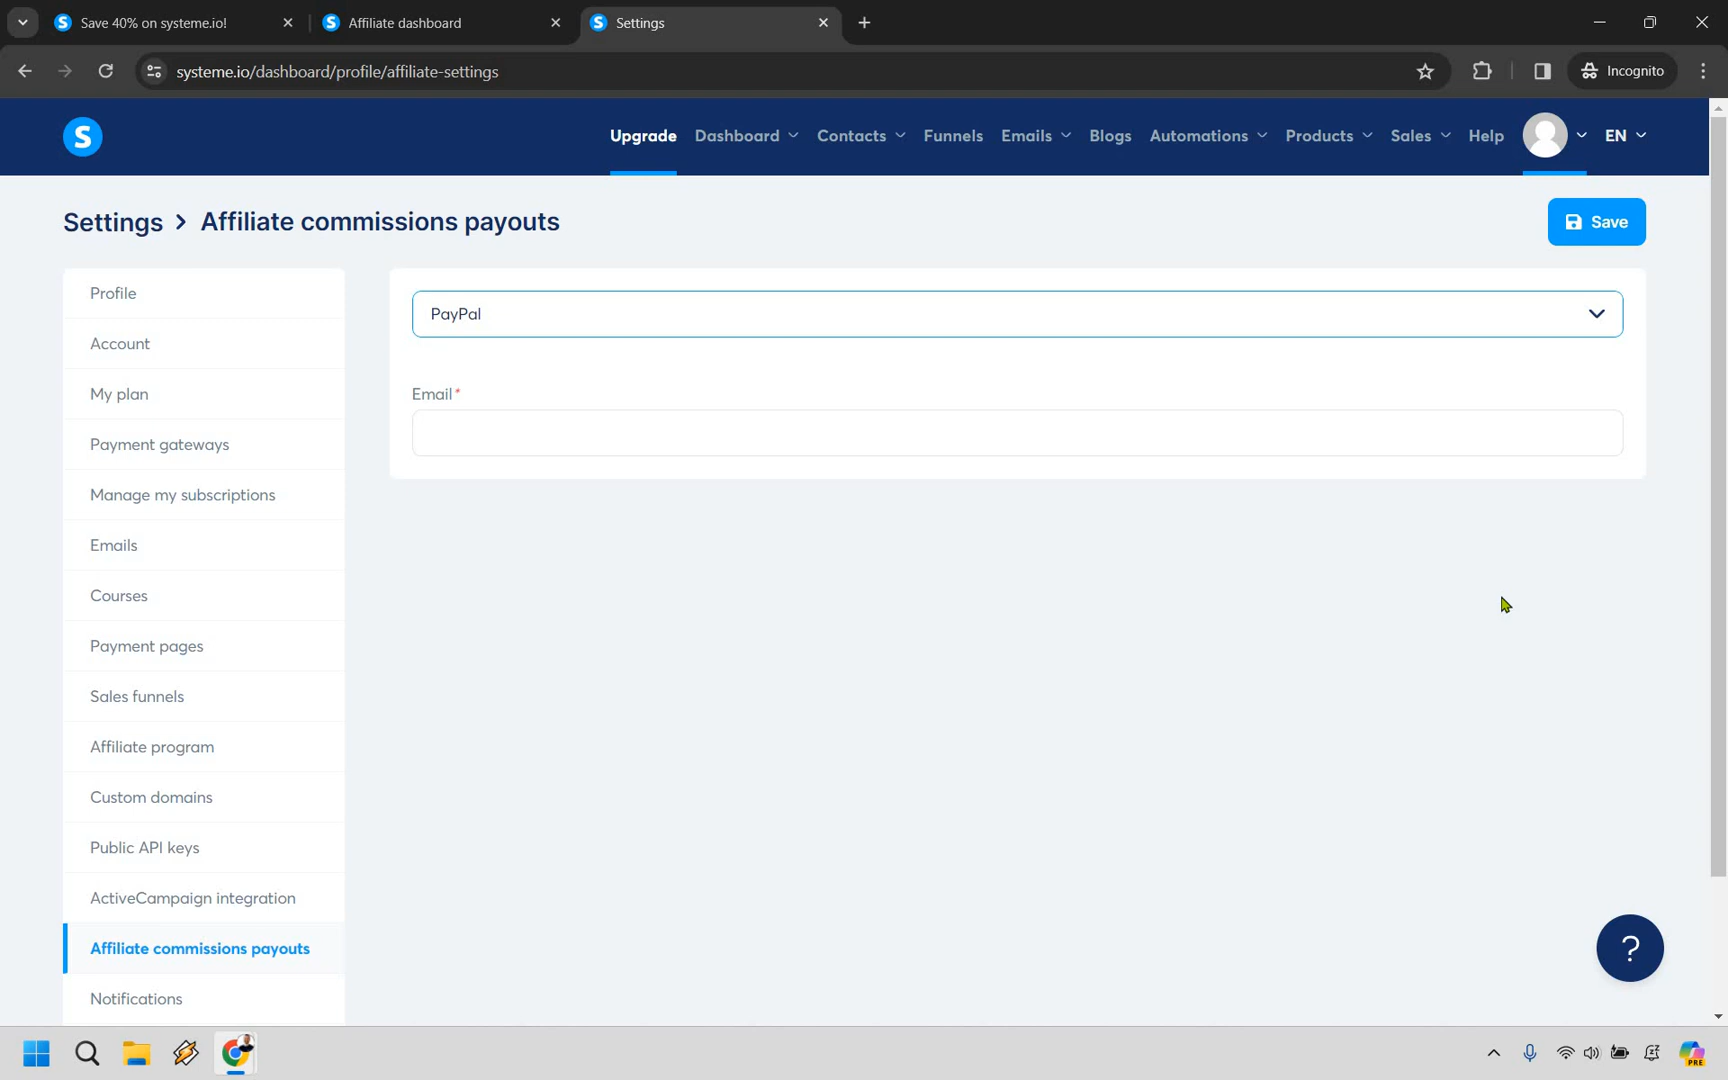 Save 40% on systeme.io!
Affiliate dashboard
Settings
systeme.io/dashboard/profile/affiliate-settings
Incognito
S
Upgrade
Dashboard
Contacts
Funnels
Emails
Blogs
Automations
Products
Sales
Help
EN
Settings > Affiliate commissions payouts
Save
Profile
Account
My plan
Payment gateways
Manage my subscriptions
Emails
Courses
Payment pages
Sales funnels
Affiliate program
Custom domains
Public API keys
ActiveCampaign integration
Affiliate commissions payouts
Notifications
PayPal
Email*
?
PRE